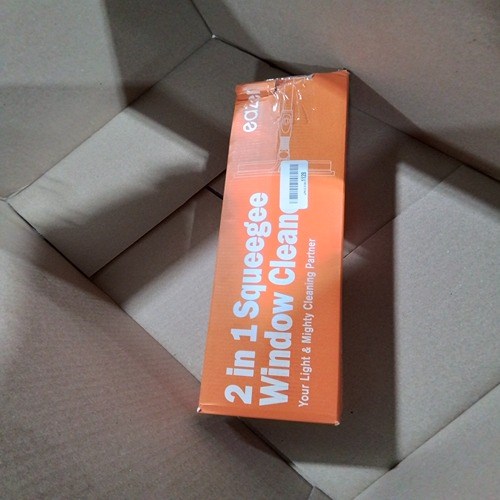 2 in 1 Squeegee
Window Clean
Your Light & Mighty Cleaning Partner